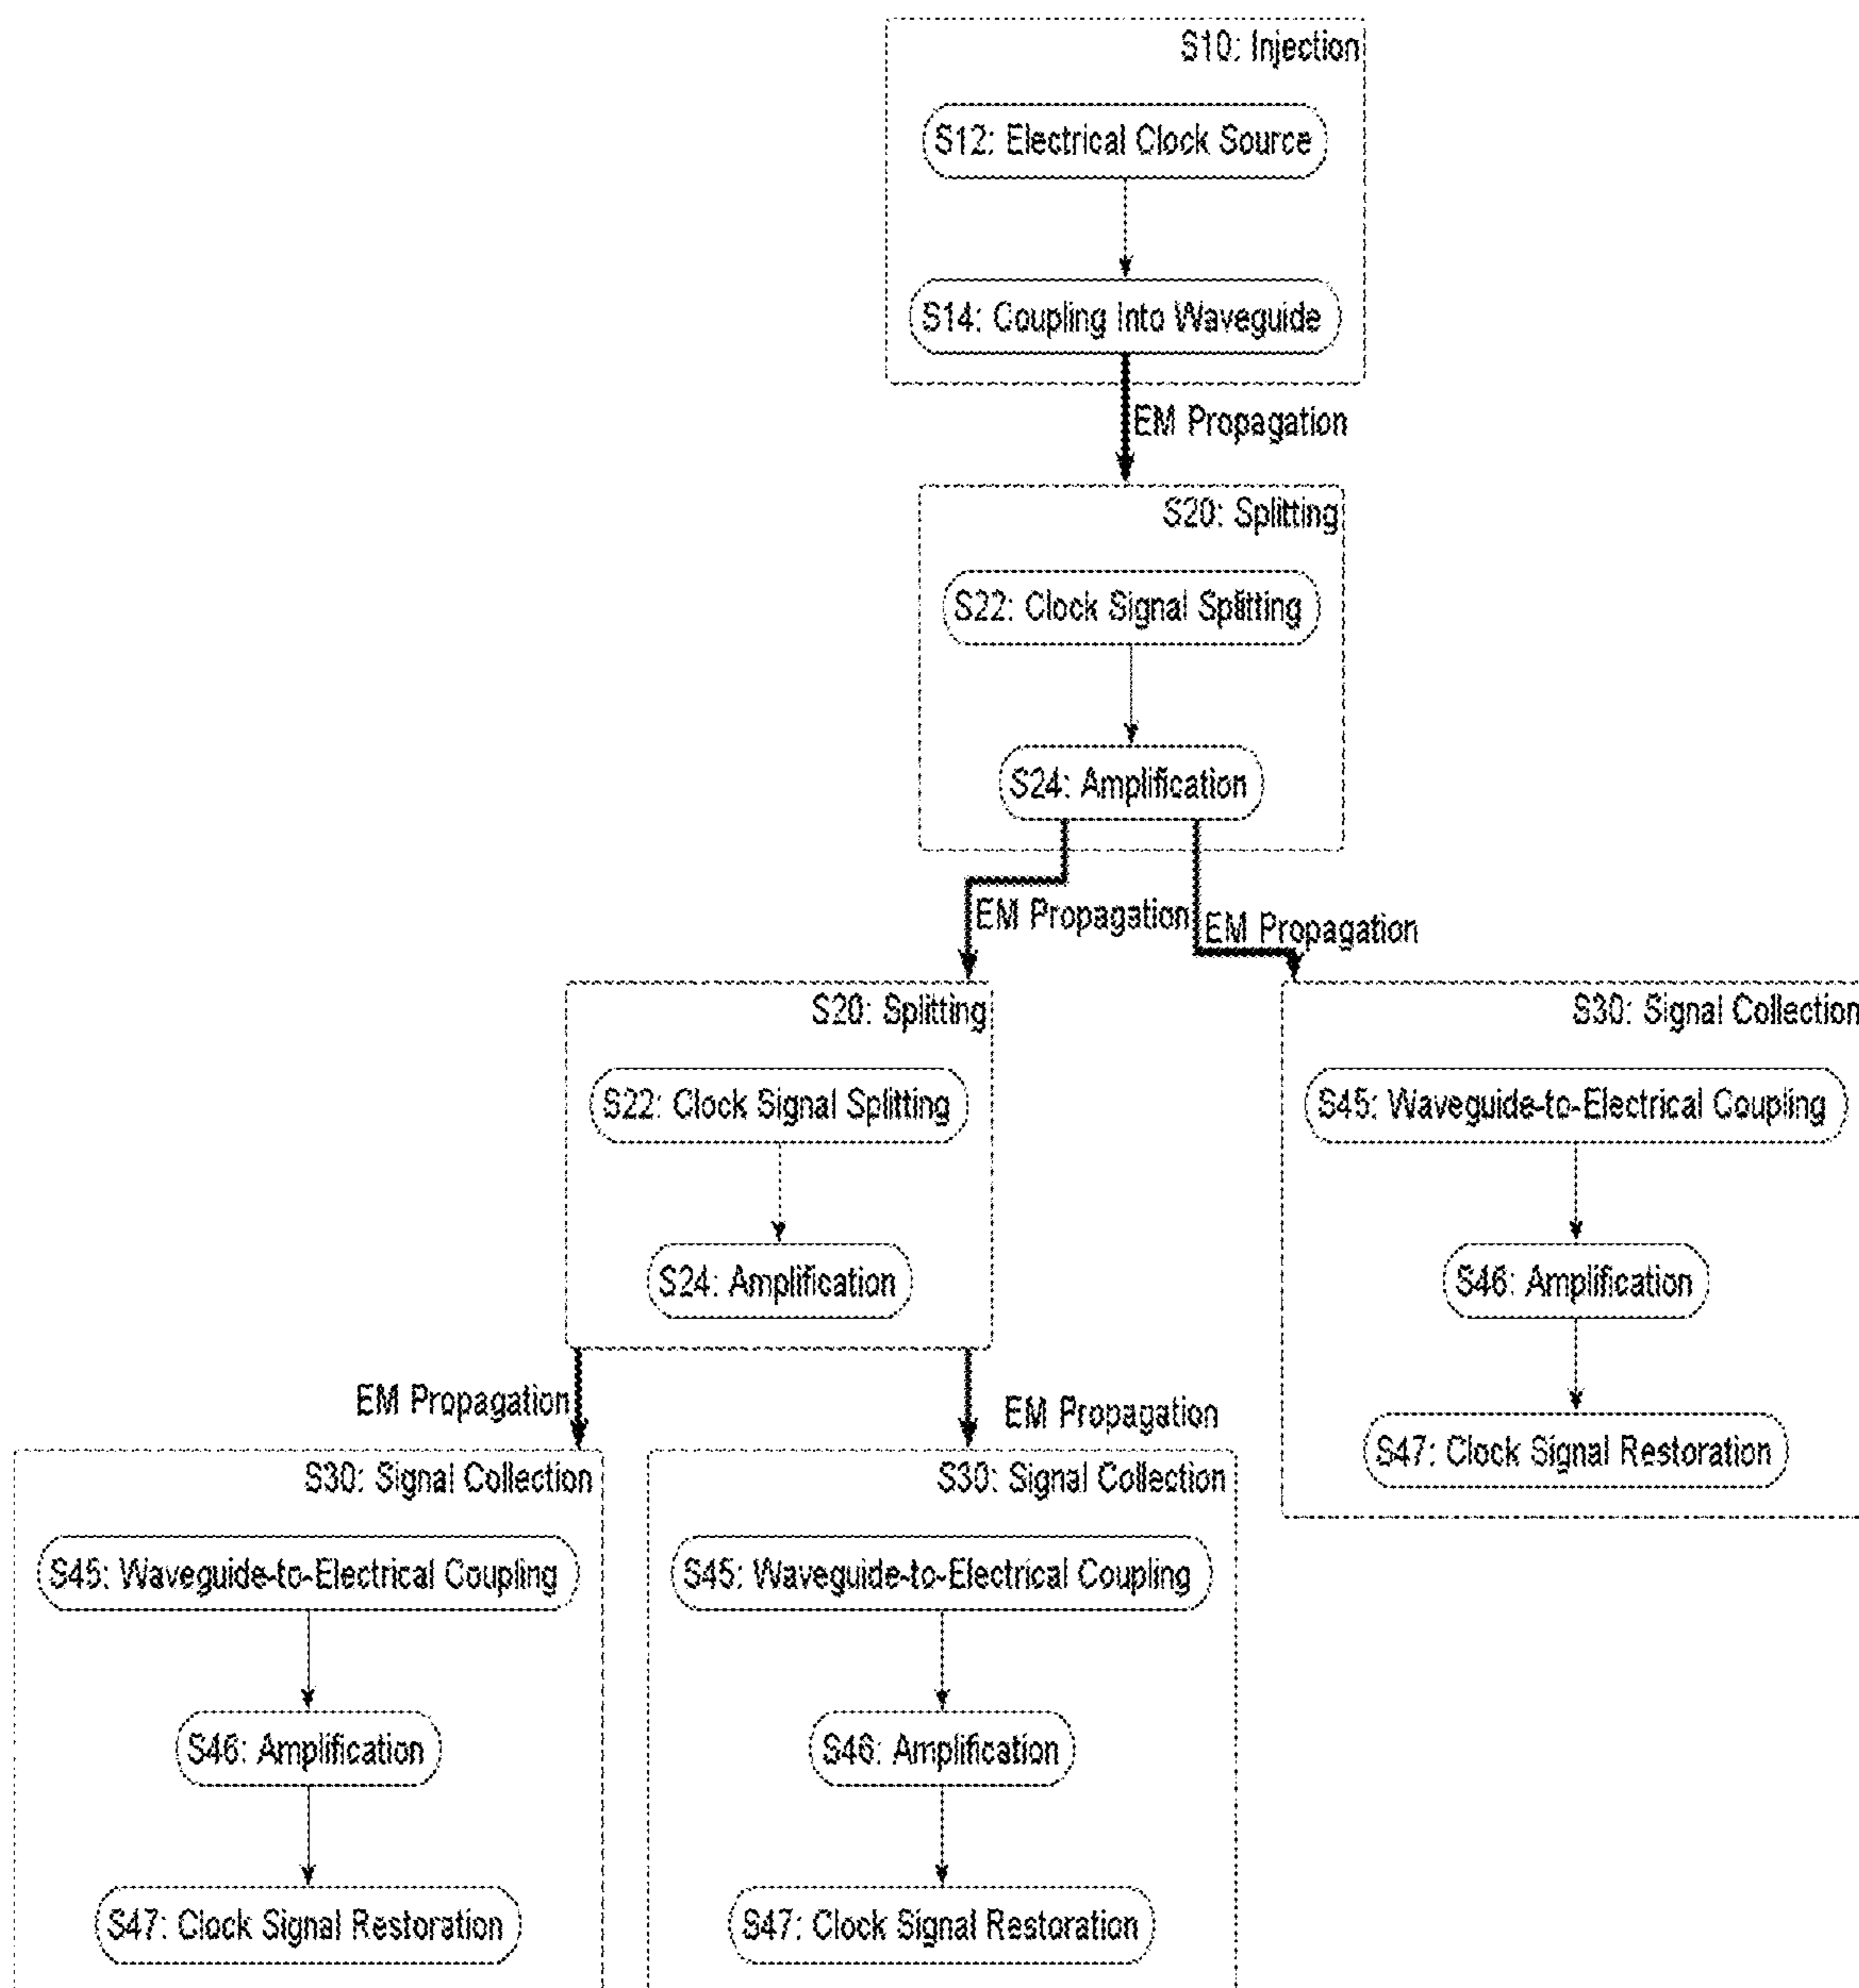 S10: Injection
S12: Electrical Clock Source
S14: Coupling Into Waveguide
EM Propagation
S20: Splitting
S22: Clock Signal Splitting
S24: Amplification
EM Propagation
EM Propagation
S20: Splitting
S22: Clock Signal Splitting
S24: Amplification
S30: Signal Collection
S45: Waveguide-to-Electrical Coupling
S46: Amplification
S47: Clock Signal Restoration
EM Propagation
EM Propagation
S30: Signal Collection
S45: Waveguide-to-Electrical Coupling
S46: Amplification
S47: Clock Signal Restoration
S30: Signal Collection
S45: Waveguide-to-Electrical Coupling
S46: Amplification
S47: Clock Signal Restoration